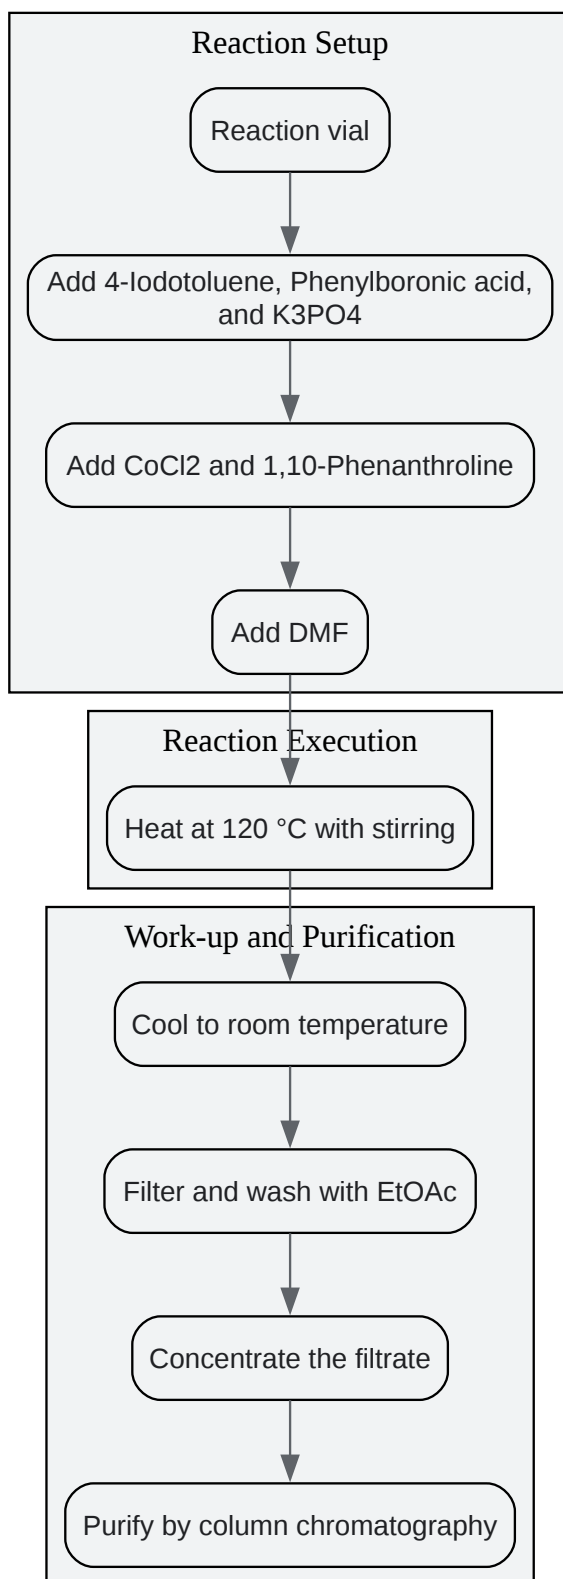 Reaction Setup
Reaction vial
Add 4-Iodotoluene, Phenylboronic acid,
and K3PO4
Add CoCl2 and 1,10-Phenanthroline
Add DMF
Reaction Execution
Heat at 120 °C with stirring
Work-up and Purification
Cool to room temperature
Filter and wash with EtOAc
Concentrate the filtrate
Purify by column chromatography